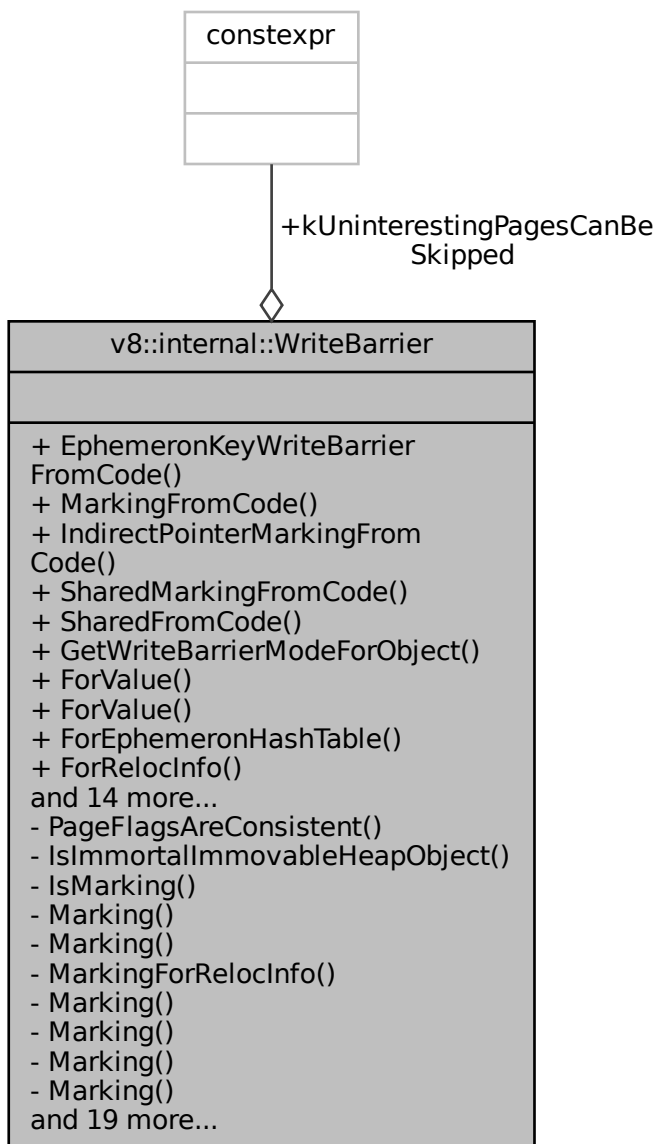 constexpr
+kUninterestingPagesCanBe
Skipped
v8::internal::WriteBarrier
+ EphemeronKeyWriteBarrier
FromCode()
+ MarkingFromCode()
+ IndirectPointerMarkingFrom
Code()
+ SharedMarkingFromCode()
+ SharedFromCode()
+ GetWriteBarrierModeForObject()
+ ForValue()
+ ForValue()
+ ForEphemeronHashTable()
+ ForRelocInfo()
and 14 more...
- PageFlagsAreConsistent()
- IsImmortalImmovableHeapObject()
- IsMarking()
- Marking()
- Marking()
- MarkingForRelocInfo()
- Marking()
- Marking()
- Marking()
- Marking()
and 19 more...